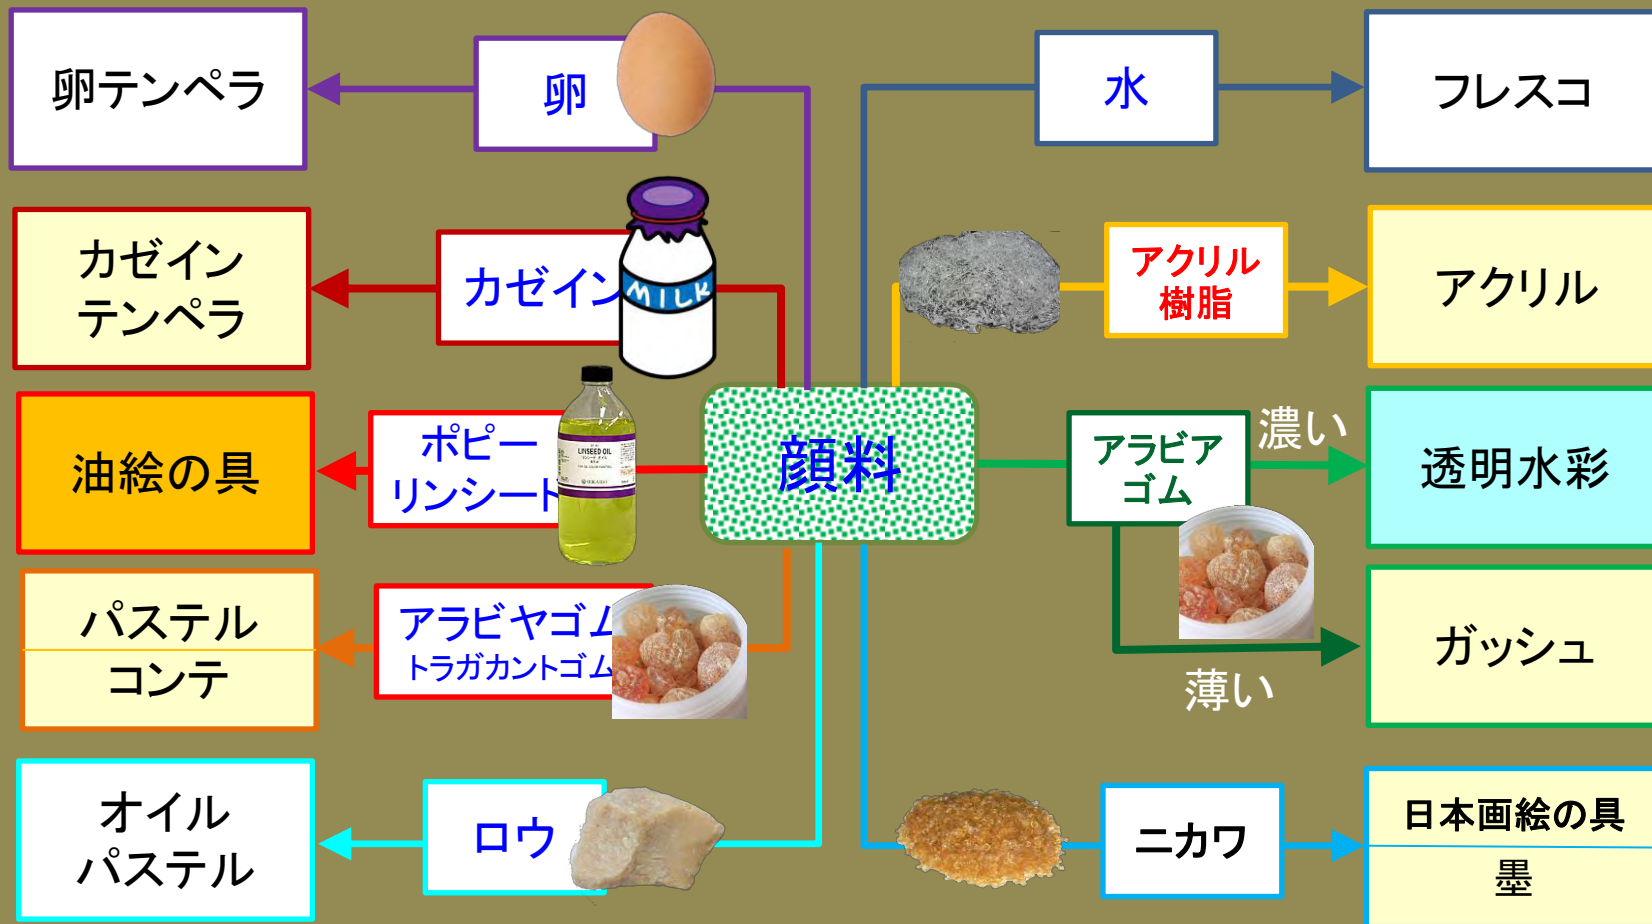 卵テンペラ
卵
水
フレスコ
カゼイン
テンペラ
カゼイン
MILK
アクリル
樹脂
アクリル
油絵の具
ポピー
リンシード
LINSEED OIL
顔料
アラビア
ゴム
濃い
透明水彩
パスレル
コンテ
アラビヤゴム
トラガカントゴム
薄い
ガッシュ
オイル
パステル
ロウ
ニカワ
日本画絵の具
墨